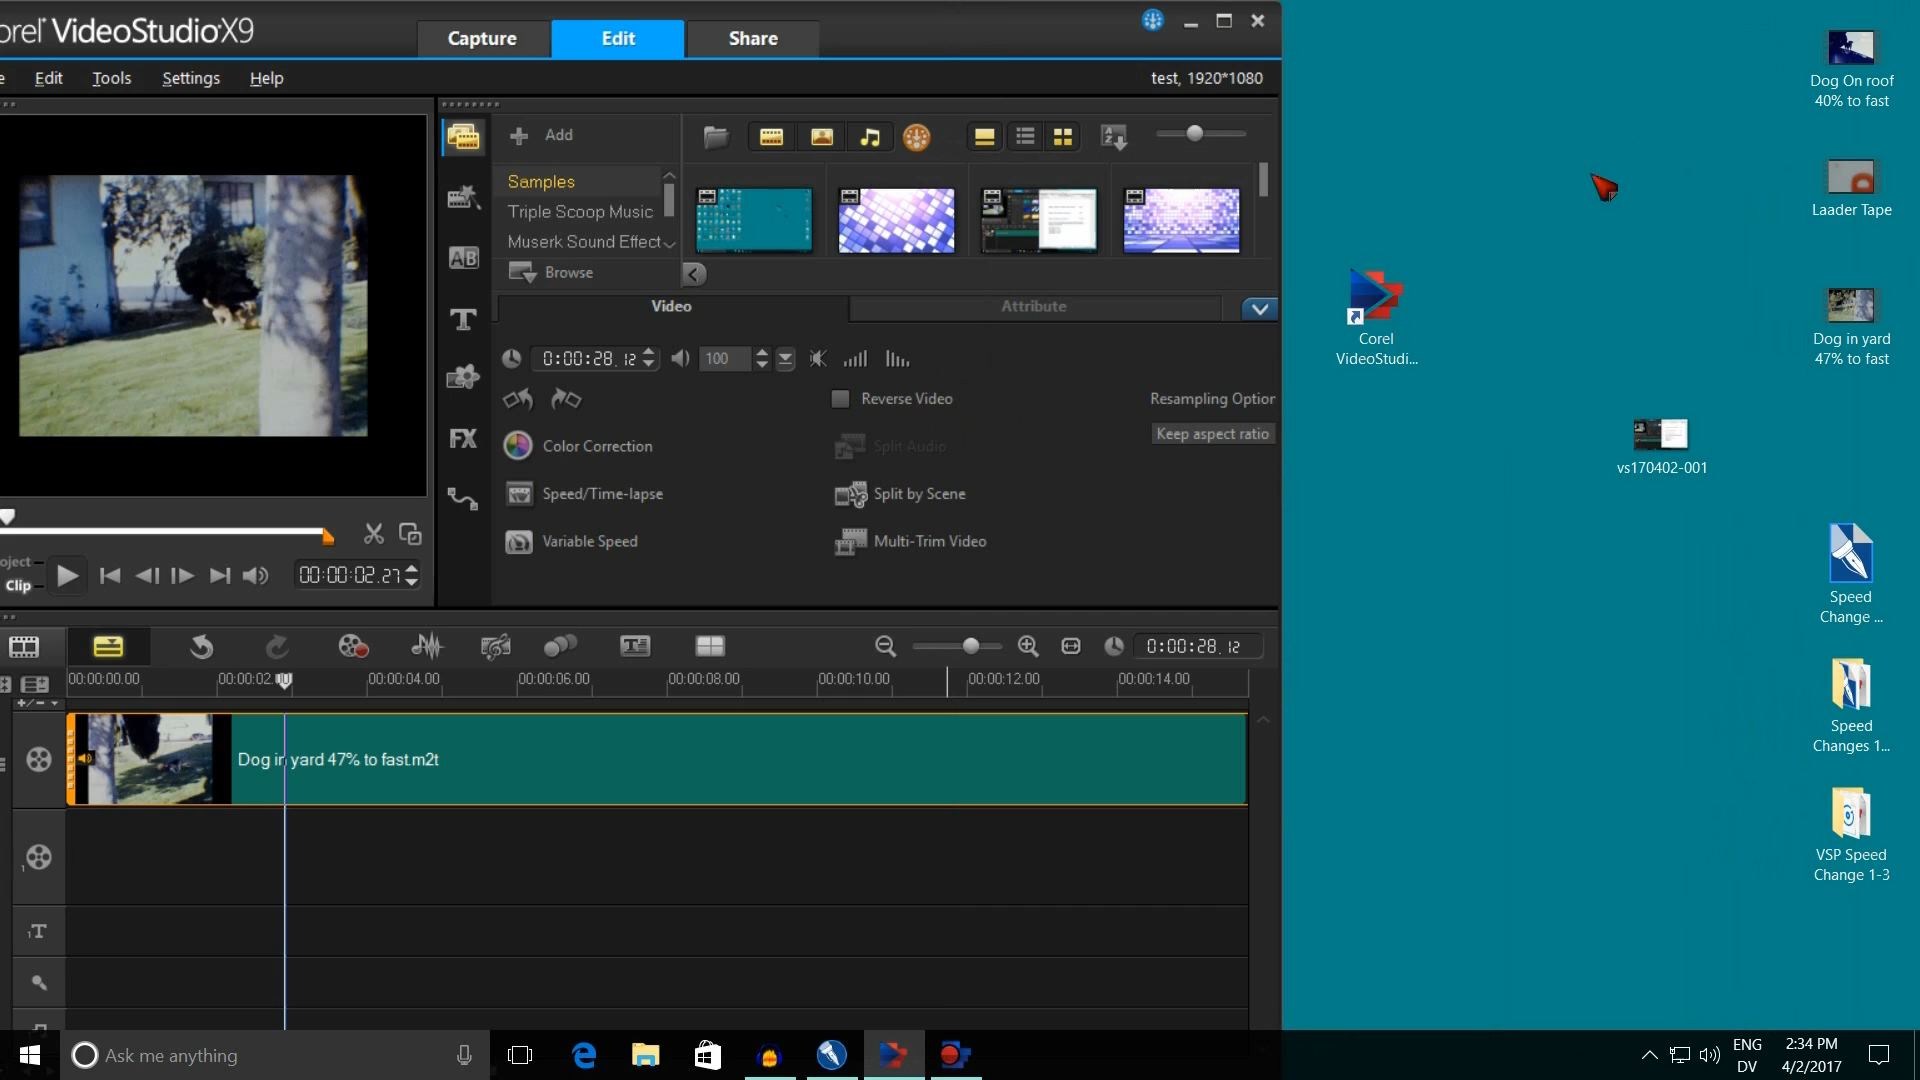 orel VideoStudio X9
Capture
Edit
Share
e
Edit
Tools
Settings
Help
test, 1920*1080
Add
Samples
Triple Scoop Music
Muserk Sound Effect
Browse
Video
Attribute
0:00:28.12
100
Reverse Video
Resampling Option
Keep aspect ratio
Color Correction
Split Audio
Speed/Time-lapse
Split by Scene
Variable Speed
Multi-Trim Video
AB
T
FX
oject
Clip
00:00:02.27
0:00:28.12
00:00:00.00
00:00:02.
00:00:04.00
00:00:06.00
00:00:08.00
00:00:10.00
00:00:12.00
00:00:14.00
Dog in yard 47% to fast.m2t
1
1T
Dog On roof
40% to fast
Laader Tape
Corel
VideoStudi...
Dog in yard
47% to fast
vs170402-001
Speed
Change ...
Speed
Changes 1...
VSP Speed
Change 1-3
Ask me anything
ENG
DV
2:34 PM
4/2/2017